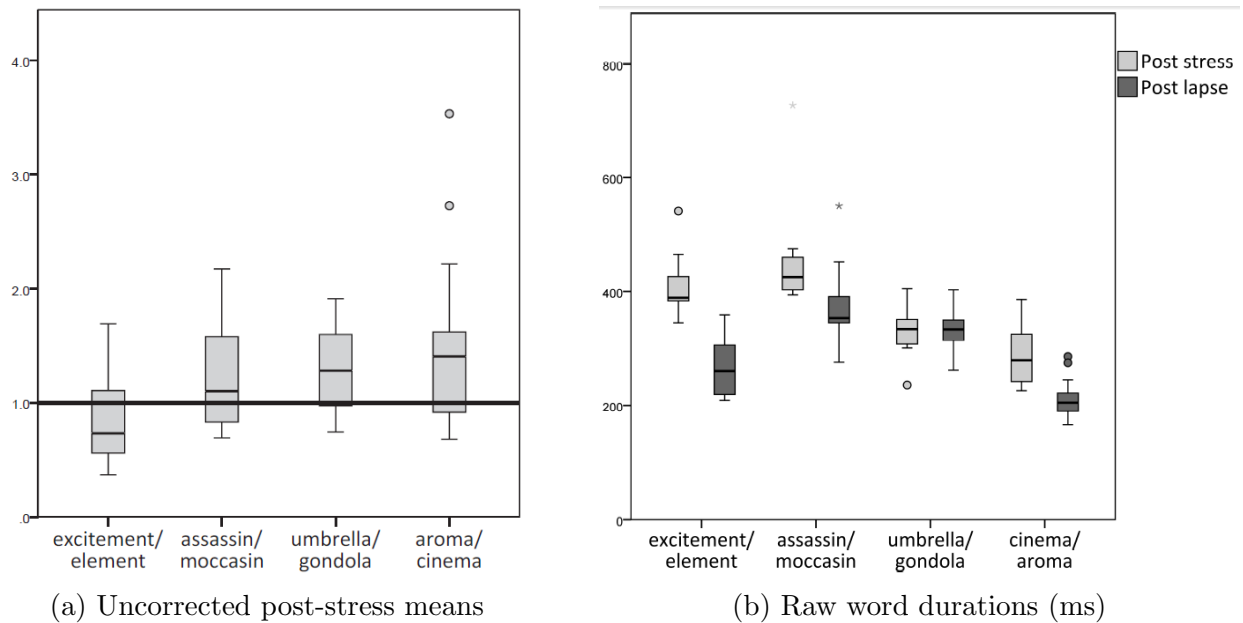 4.0
3.0
2.0
1.0
.0
excitement/
element
assassin/
moccasin
umbrella/
gondola
aroma/
cinema
(a) Uncorrected post-stress means
800
600
400
200
0
Post stress
Post lapse
excitement/
element
assassin/
moccasin
umbrella/
gondola
cinema/
aroma
(b) Raw word durations (ms)